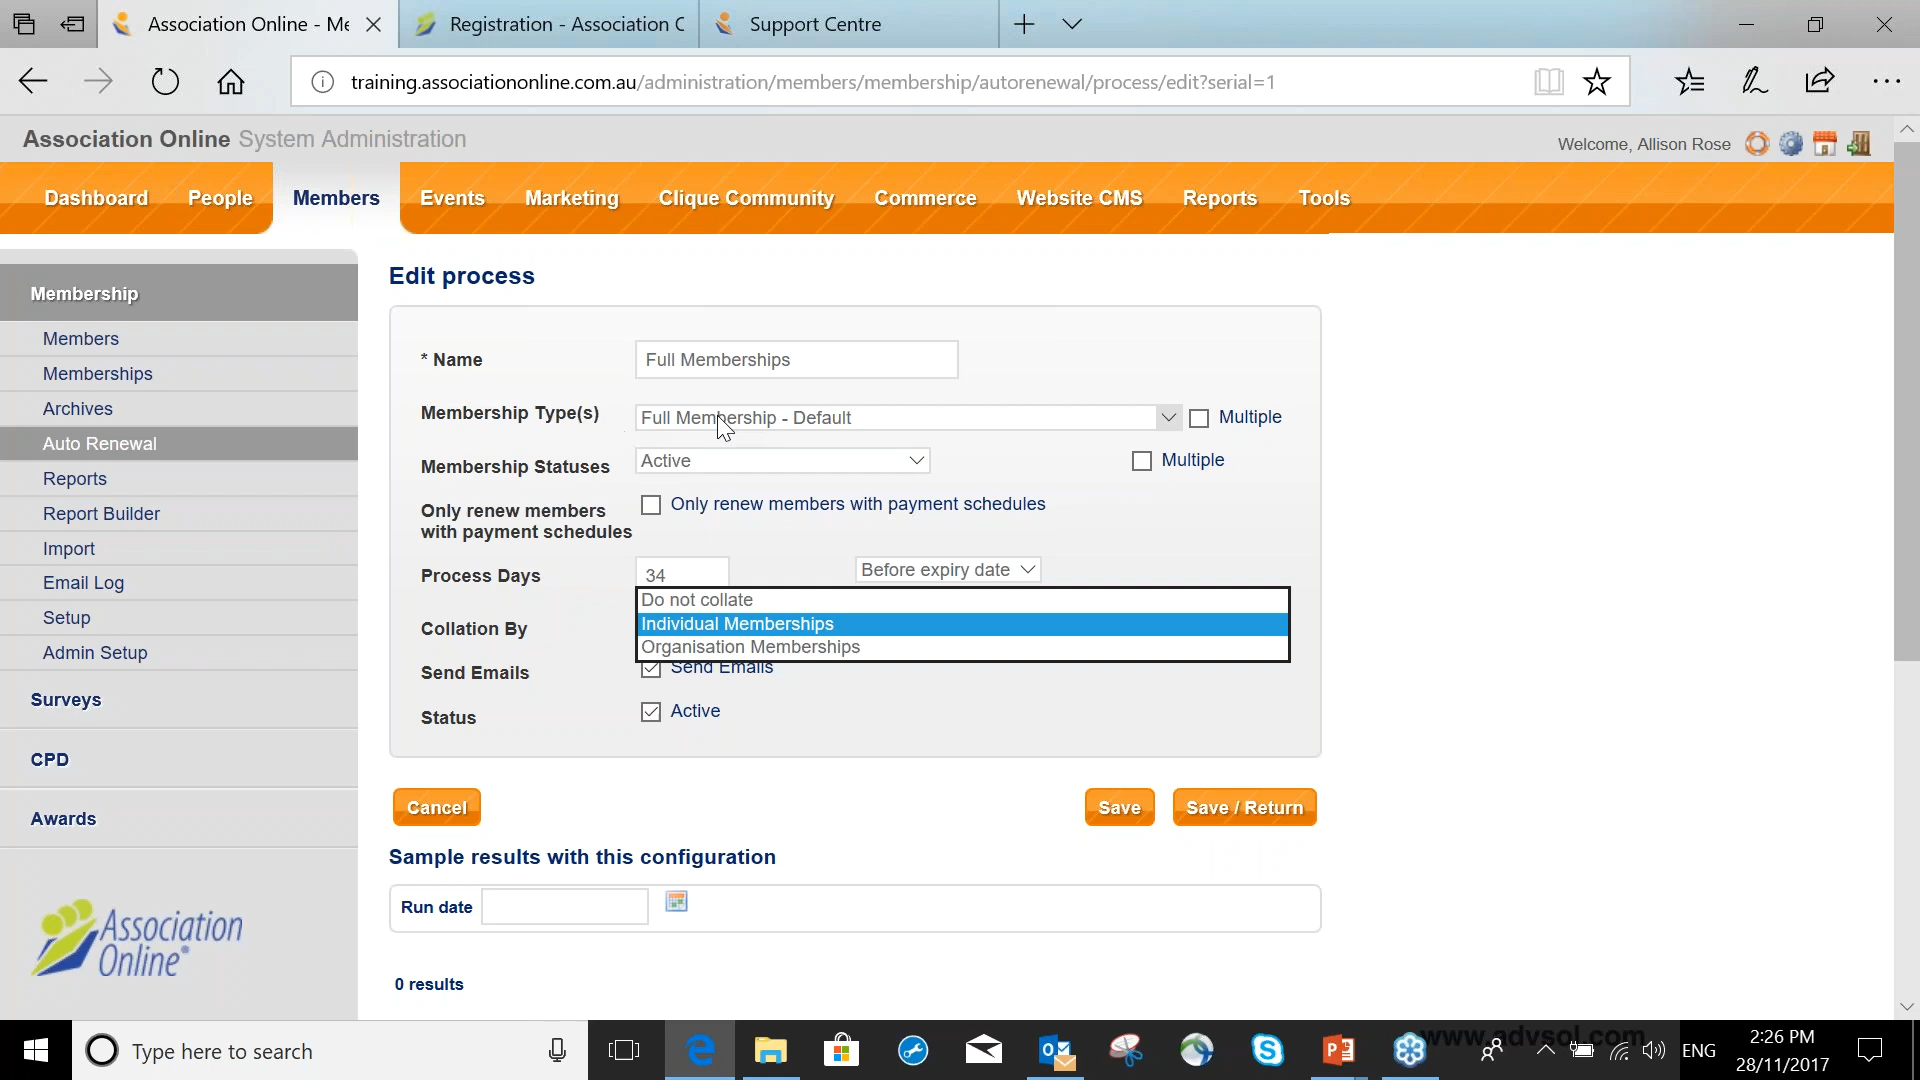 Association Online - Me
Registration - Association C
Support Centre
training.associationonline.com.au/administration/members/membership/autorenewal/process/edit?serial=1
Association Online System Administration
Welcome, Allison Rose
Dashboard People Members Events Marketing Clique Community Commerce Website CMS Reports Tools
Membership
Members
Memberships
Archives
Auto Renewal
Reports
Report Builder
Import
Email Log
Setup
Admin Setup
Surveys
CPD
Awards
Association
Online®
Edit process
* Name Full Memberships
Membership Type(s) Full Membership - Default Multiple
Membership Statuses Active Multiple
Only renew members
with payment schedules Only renew members with payment schedules
Process Days 34 Before expiry date
Do not collate
Collation By Individual Memberships
Organisation Memberships
Send Emails Send Emails
Status Active
Cancel Save Save / Return
Sample results with this configuration
Run date
0 results
Type here to search
www.advsol.com
ENG
2:26 PM
28/11/2017